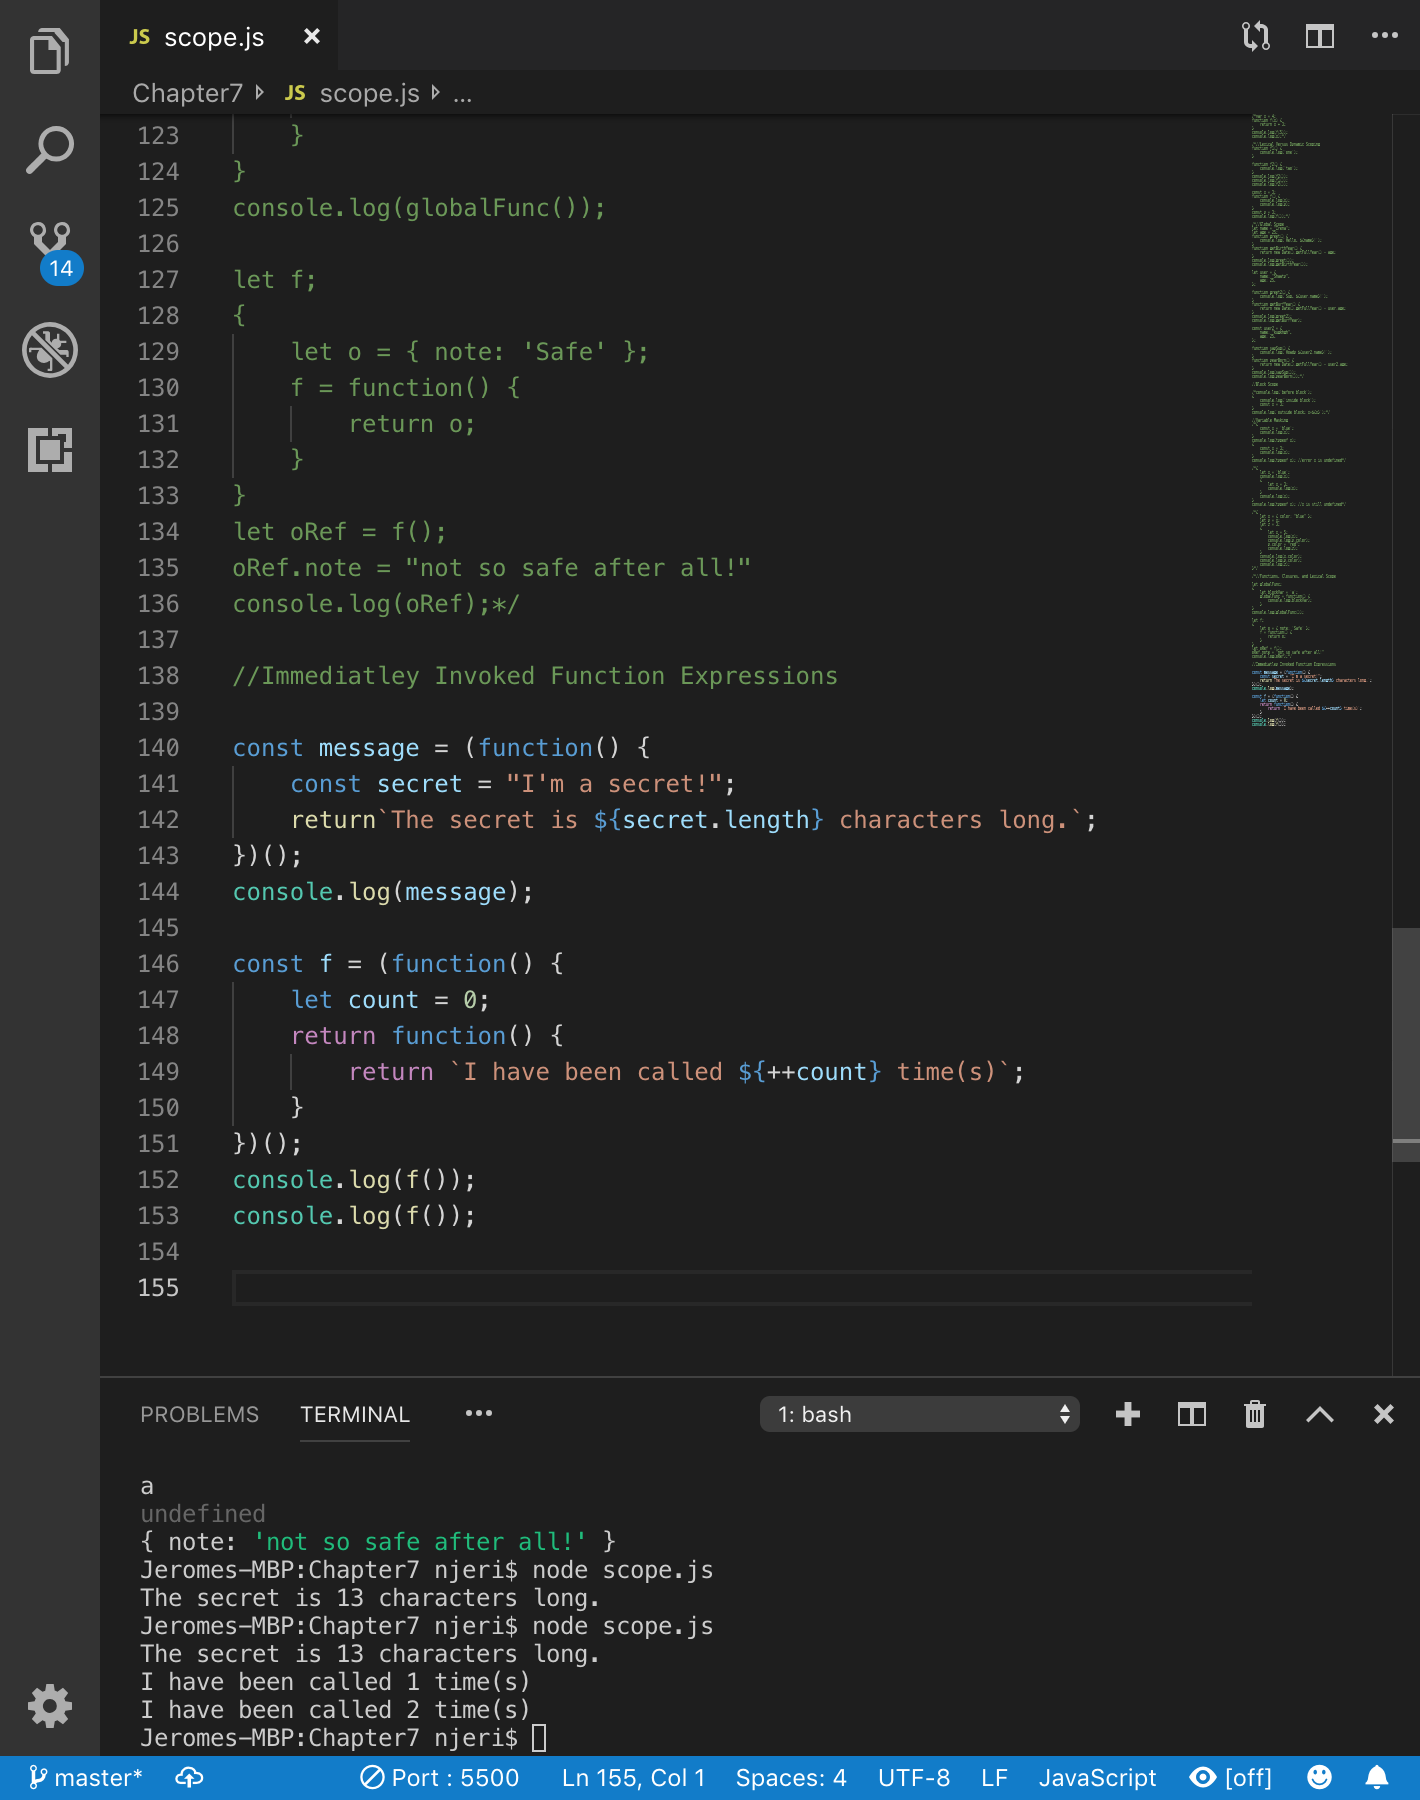 JS scope.js ×
Chapter7 JS scope.js ...
14
123 }
124 }
125 console.log(globalFunc());
126
127 let f;
128 {
129 let o = { note: 'Safe' };
130 f = function() {
131 return o;
132 }
133 }
134 let oRef = f();
135 oRef.note = "not so safe after all!"
136 console.log(oRef);*/
137
138 //Immediatley Invoked Function Expressions
139
140 const message = (function() {
141 const secret = "I'm a secret!";
142 return`The secret is ${secret.length} characters long.`;
143 })();
144 console.log(message);
145
146 const f = (function() {
147 let count = 0;
148 return function() {
149 return `I have been called ${++count} time(s)`;
150 }
151 })();
152 console.log(f());
153 console.log(f());
154
155
PROBLEMS TERMINAL ... 1: bash
a
undefined
{ note: 'not so safe after all!' }
Jeromes-MBP:Chapter7 njeri$ node scope.js
The secret is 13 characters long.
Jeromes-MBP:Chapter7 njeri$ node scope.js
The secret is 13 characters long.
I have been called 1 time(s)
I have been called 2 time(s)
Jeromes-MBP:Chapter7 njeri$
master* Port : 5500 Ln 155, Col 1 Spaces: 4 UTF-8 LF JavaScript [off]